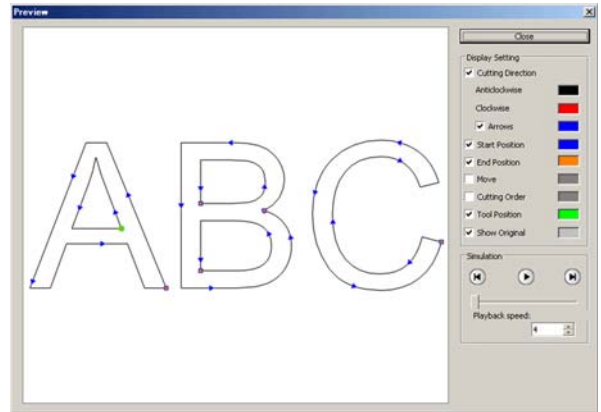 Preview
Close
Display Setting
Cutting Direction
Anticlockwise
Clockwise
Arrows
Start Position
End Position
Move
Cutting Order
Tool Position
Show Original
Simulation
Playback speed:
4
ABC